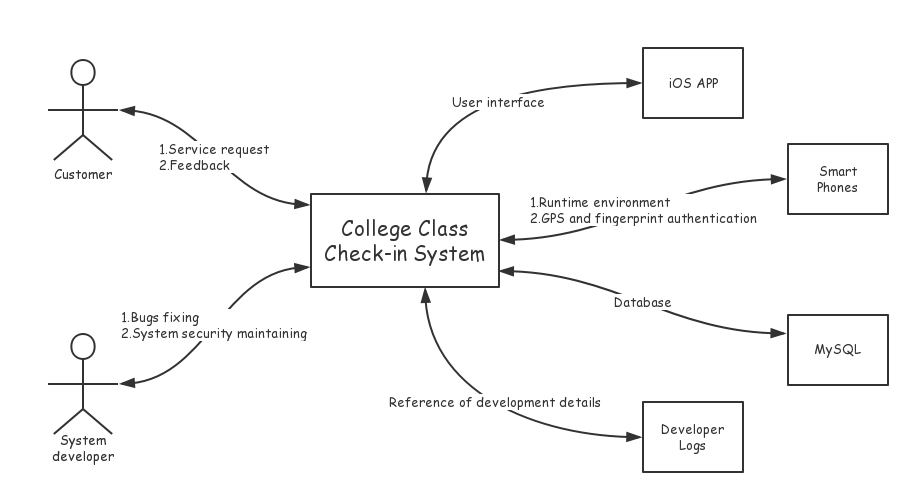 iOS APP
User interface
1.Service request
2.Feedback
Customer
Smart
Phones
1.Runtime environment
2.GPS and fingerprint authentication
College Class
Check-in System
Database
1.Bugs fixing
2.System security maintaining
MySQL
Reference of development details
Developer
Logs
System
developer